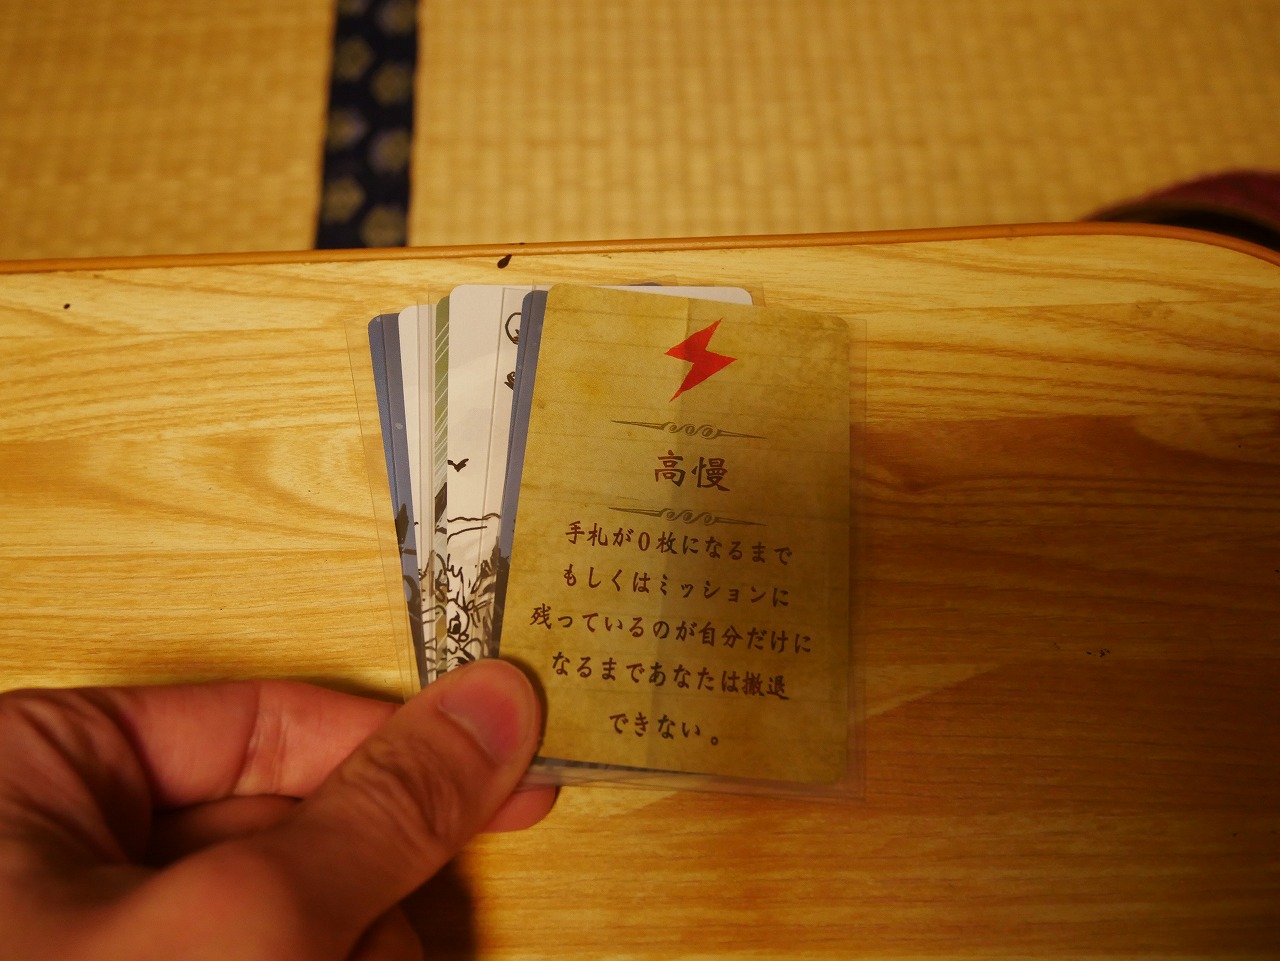 高慢
手札が0枚になるまで
もしくはミッションに
残っているのが自分だけに
なるまであなたは撤退
できない。